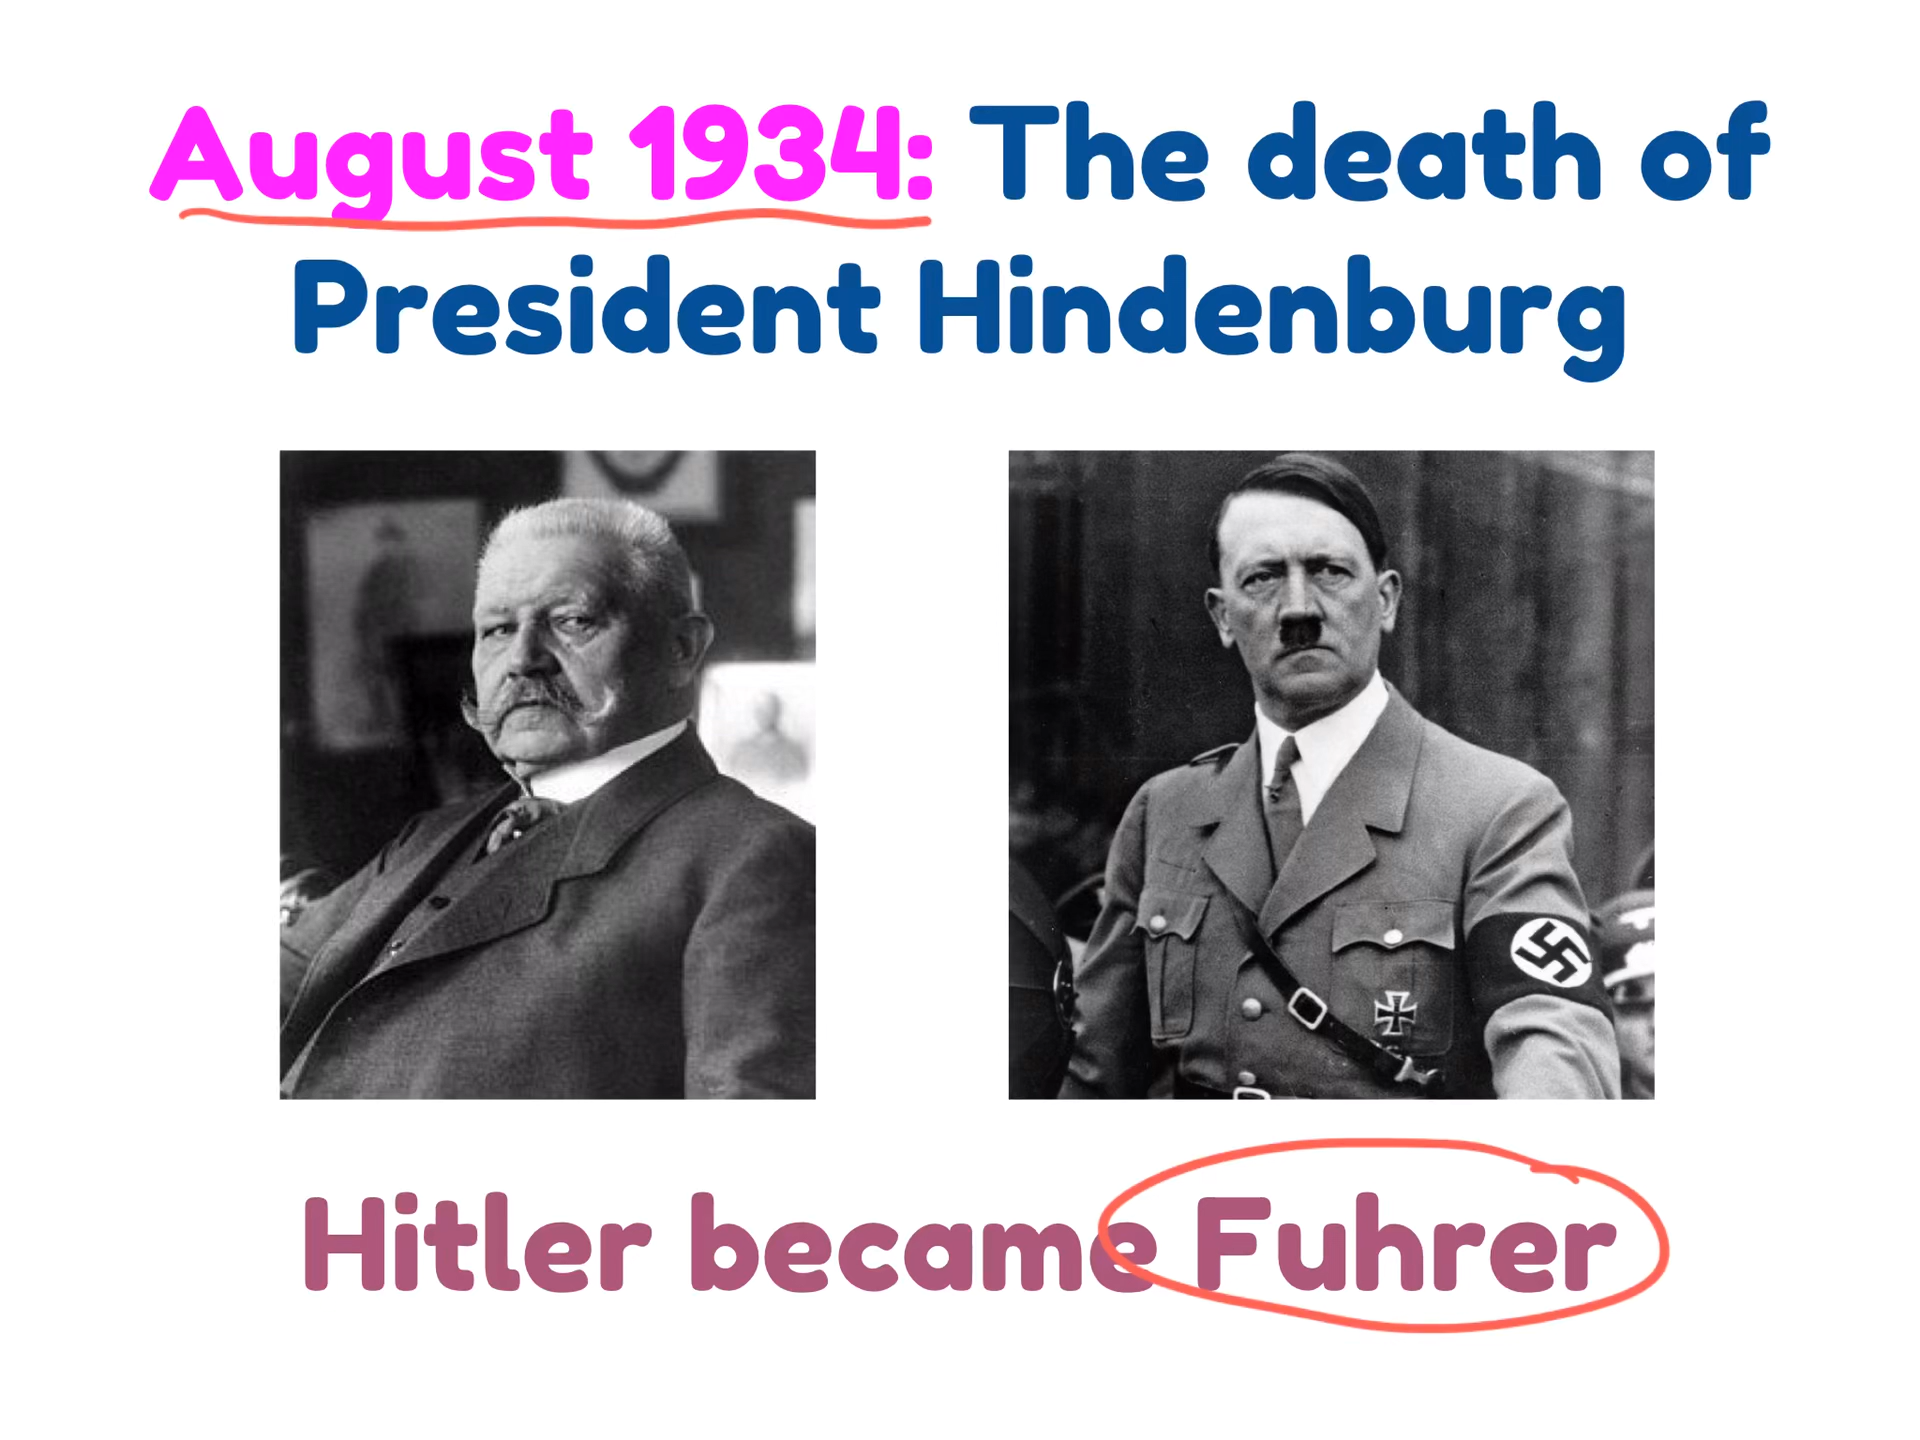 August 1934: The death of
President Hindenburg
Hitler became Fuhrer